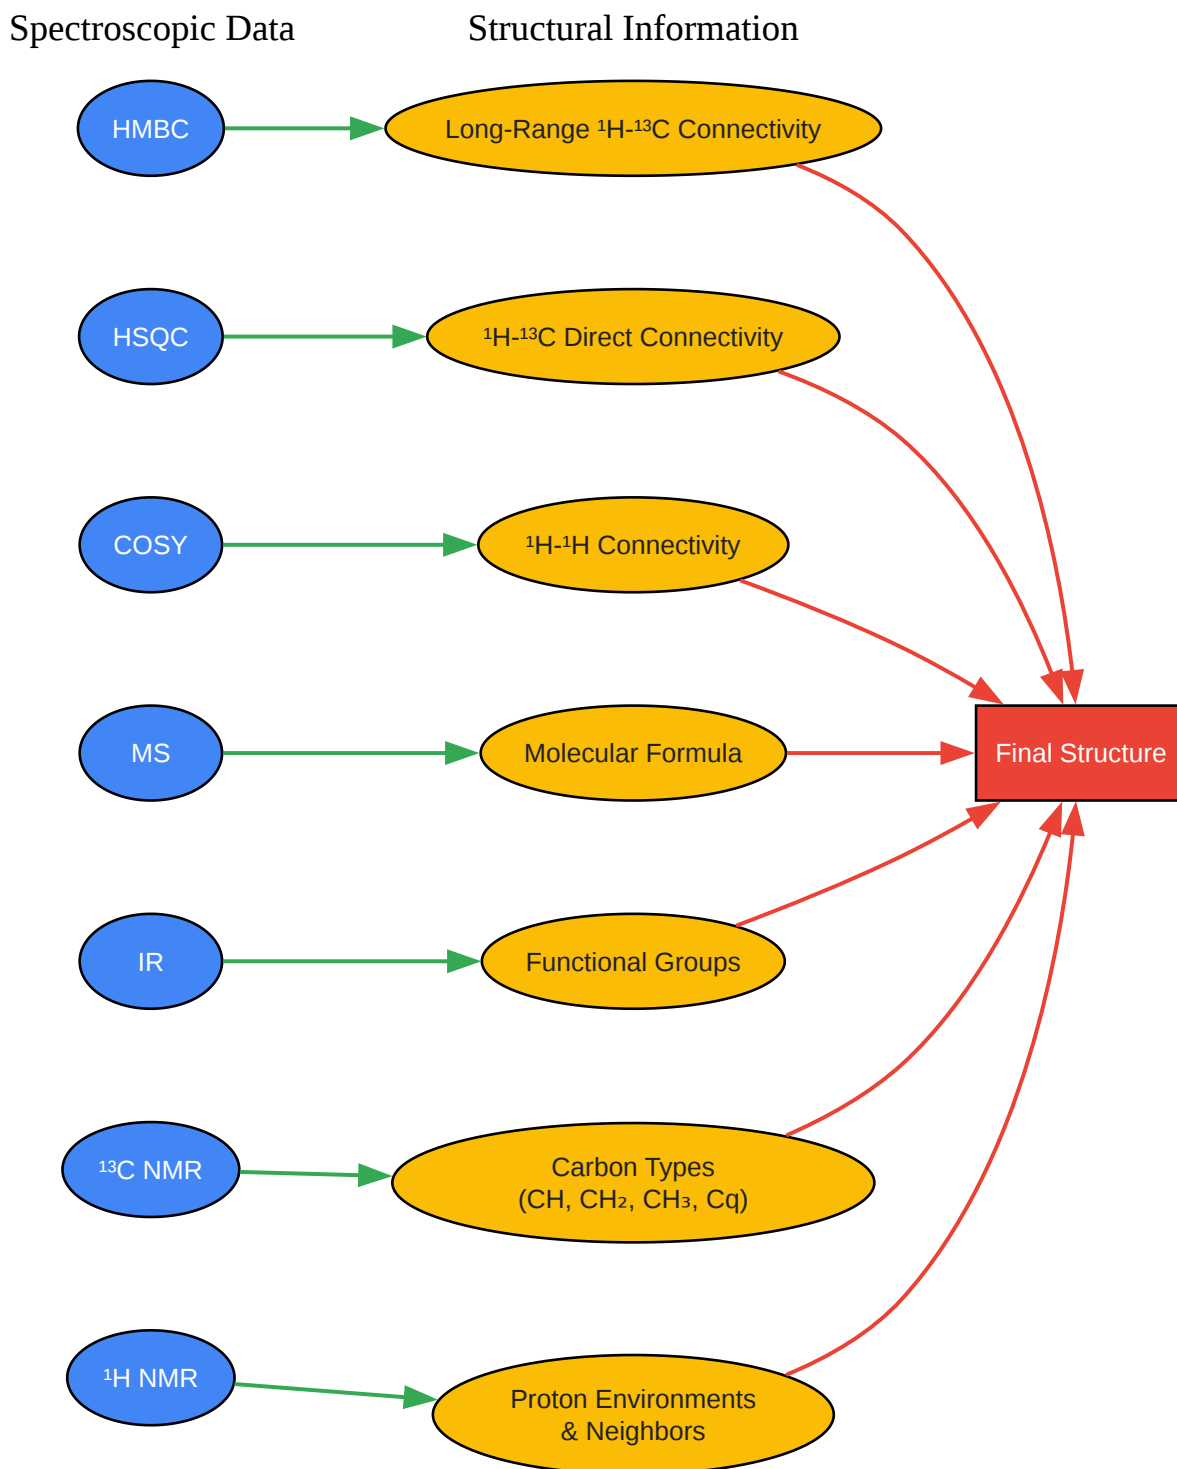 Spectroscopic Data
Structural Information
HMBC
Long-Range ¹H-¹³C Connectivity
HSQC
¹H-¹³C Direct Connectivity
COSY
¹H-¹H Connectivity
MS
Molecular Formula
Final Structure
IR
Functional Groups
¹³C NMR
Carbon Types
(CH, CH₂, CH₃, Cq)
¹H NMR
Proton Environments
& Neighbors